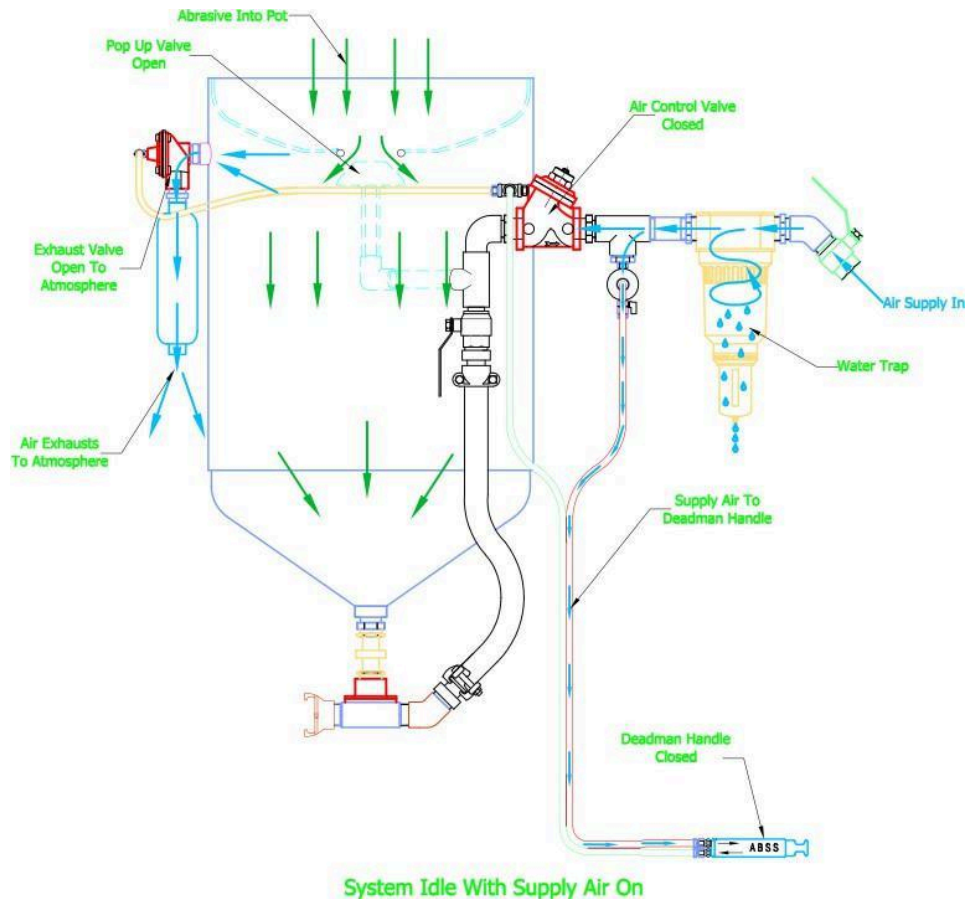 Abrasive Into Pot
Pop Up Valve
Open
Air Control Valve
Closed
Exhaust Valve
Open To
Atmosphere
Air Supply In
Water Trap
Air Exhausts
To Atmosphere
Supply Air To
Deadman Handle
Deadman Handle
Closed
ABSS
System Idle With Supply Air On